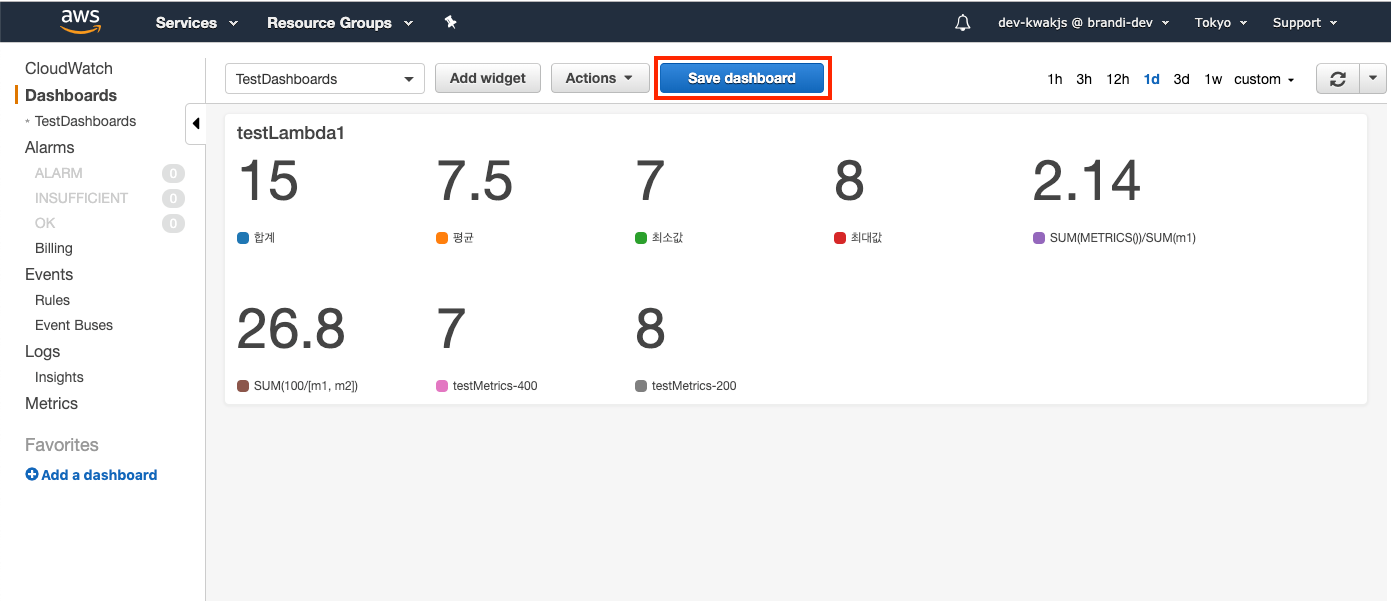 aws Services Resource Groups dev-kwakjs @ brandi-dev Tokyo Support
CloudWatch
Dashboards
TestDashboards
Alarms
ALARM 0
INSUFFICIENT 0
OK 0
Billing
Events
Rules
Event Buses
Logs
Insights
Metrics
Favorites
Add a dashboard
TestDashboards Add widget Actions Save dashboard 1h 3h 12h 1d 3d 1w custom
testLambda1
15 7.5 7 8 2.14
합계 평균 최소값 최대값 SUM(METRICS())/SUM(m1)
26.8 7 8
SUM(100/[m1, m2]) testMetrics-400 testMetrics-200